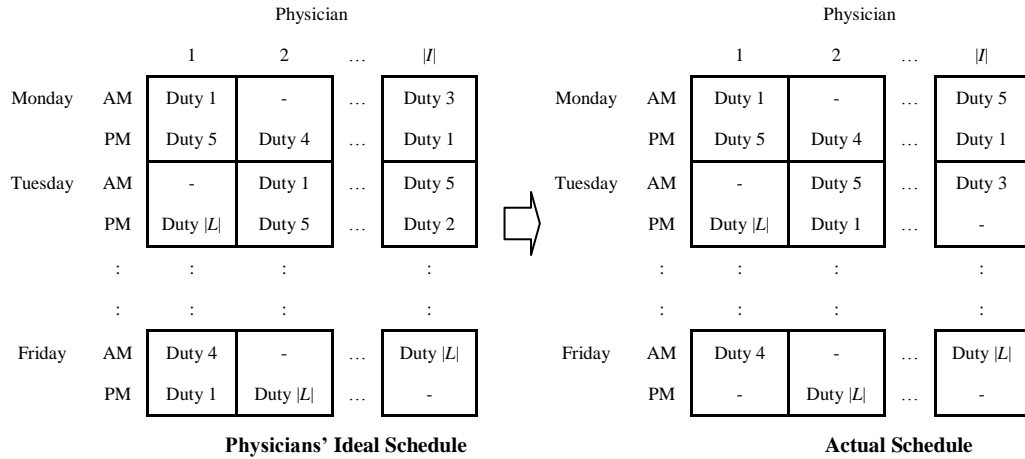 Physician Physician
1 2 … |I| 1 2 … |I|
Monday AM Duty 1 - … Duty 3 Monday AM Duty 1 - … Duty 5
PM Duty 5 Duty 4 … Duty 1 PM Duty 5 Duty 4 … Duty 1
Tuesday AM - Duty 1 … Duty 5 Tuesday AM - Duty 5 … Duty 3
PM Duty |L| Duty 5 … Duty 2 PM Duty |L| Duty 1 … -
: : : : : : : :
: : : : : : : :
Friday AM Duty 4 - … Duty |L| Friday AM Duty 4 - … Duty |L|
PM Duty 1 Duty |L| … - PM - Duty |L| … -
Physicians’ Ideal Schedule Actual Schedule